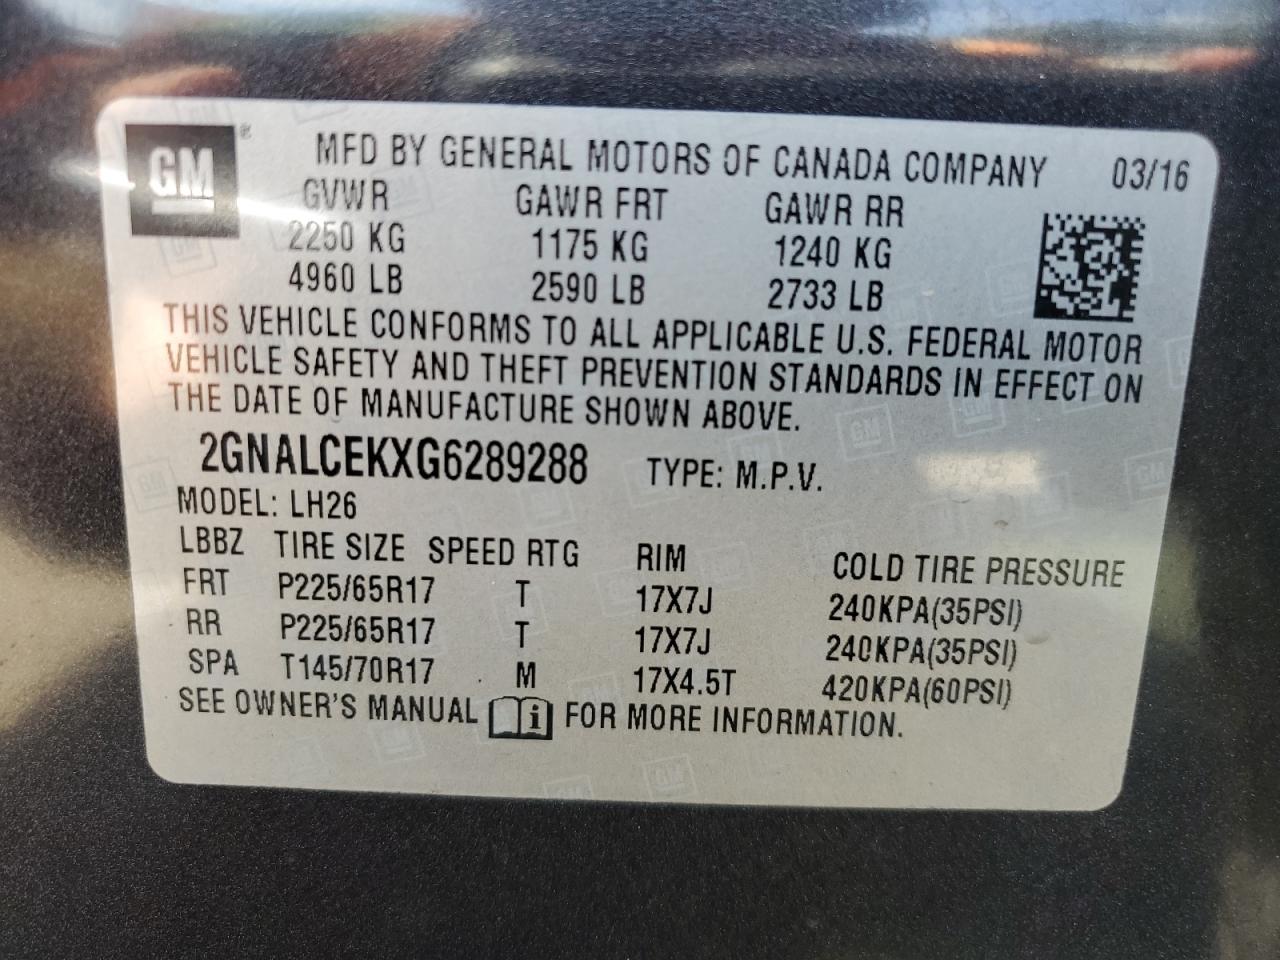 GM®
MFD BY GENERAL MOTORS OF CANADA COMPANY 03/16
GVWR GAWR FRT GAWR RR
2250 KG 1175 KG 1240 KG
4960 LB 2590 LB 2733 LB
THIS VEHICLE CONFORMS TO ALL APPLICABLE U.S. FEDERAL MOTOR
VEHICLE SAFETY AND THEFT PREVENTION STANDARDS IN EFFECT ON
THE DATE OF MANUFACTURE SHOWN ABOVE.
2GNALCEKXG6289288 TYPE: M.P.V.
MODEL: LH26
LBBZ TIRE SIZE SPEED RTG RIM COLD TIRE PRESSURE
FRT P225/65R17 T 17X7J 240KPA(35PSI)
RR P225/65R17 T 17X7J 240KPA(35PSI)
SPA T145/70R17 M 17X4.5T 420KPA(60PSI)
SEE OWNER'S MANUAL i FOR MORE INFORMATION.